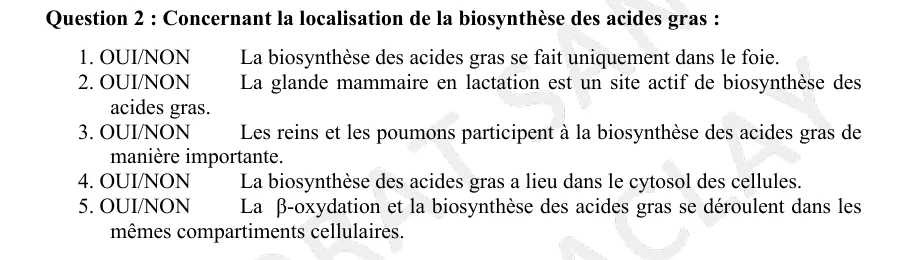 Question 2 : Concernant la localisation de la biosynthèse des acides gras :
1. OUI/NON La biosynthèse des acides gras se fait uniquement dans le foie.
2. OUI/NON La glande mammaire en lactation est un site actif de biosynthèse des
acides gras.
3. OUI/NON Les reins et les poumons participent à la biosynthèse des acides gras de
manière importante.
4. OUI/NON La biosynthèse des acides gras a lieu dans le cytosol des cellules.
5. OUI/NON La β-oxydation et la biosynthèse des acides gras se déroulent dans les
mêmes compartiments cellulaires.